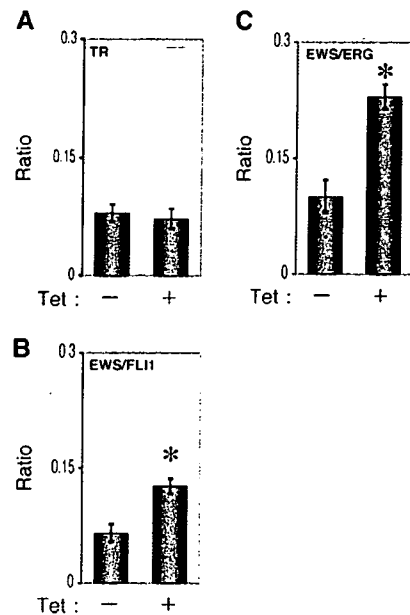 A
0.3
TR
Ratio
0.15
0
Tet : − +
B
0.3
EWS/FLI1
*
Ratio
0.15
0
Tet : − +
C
0.3
EWS/ERG
*
Ratio
0.15
0
Tet : − +